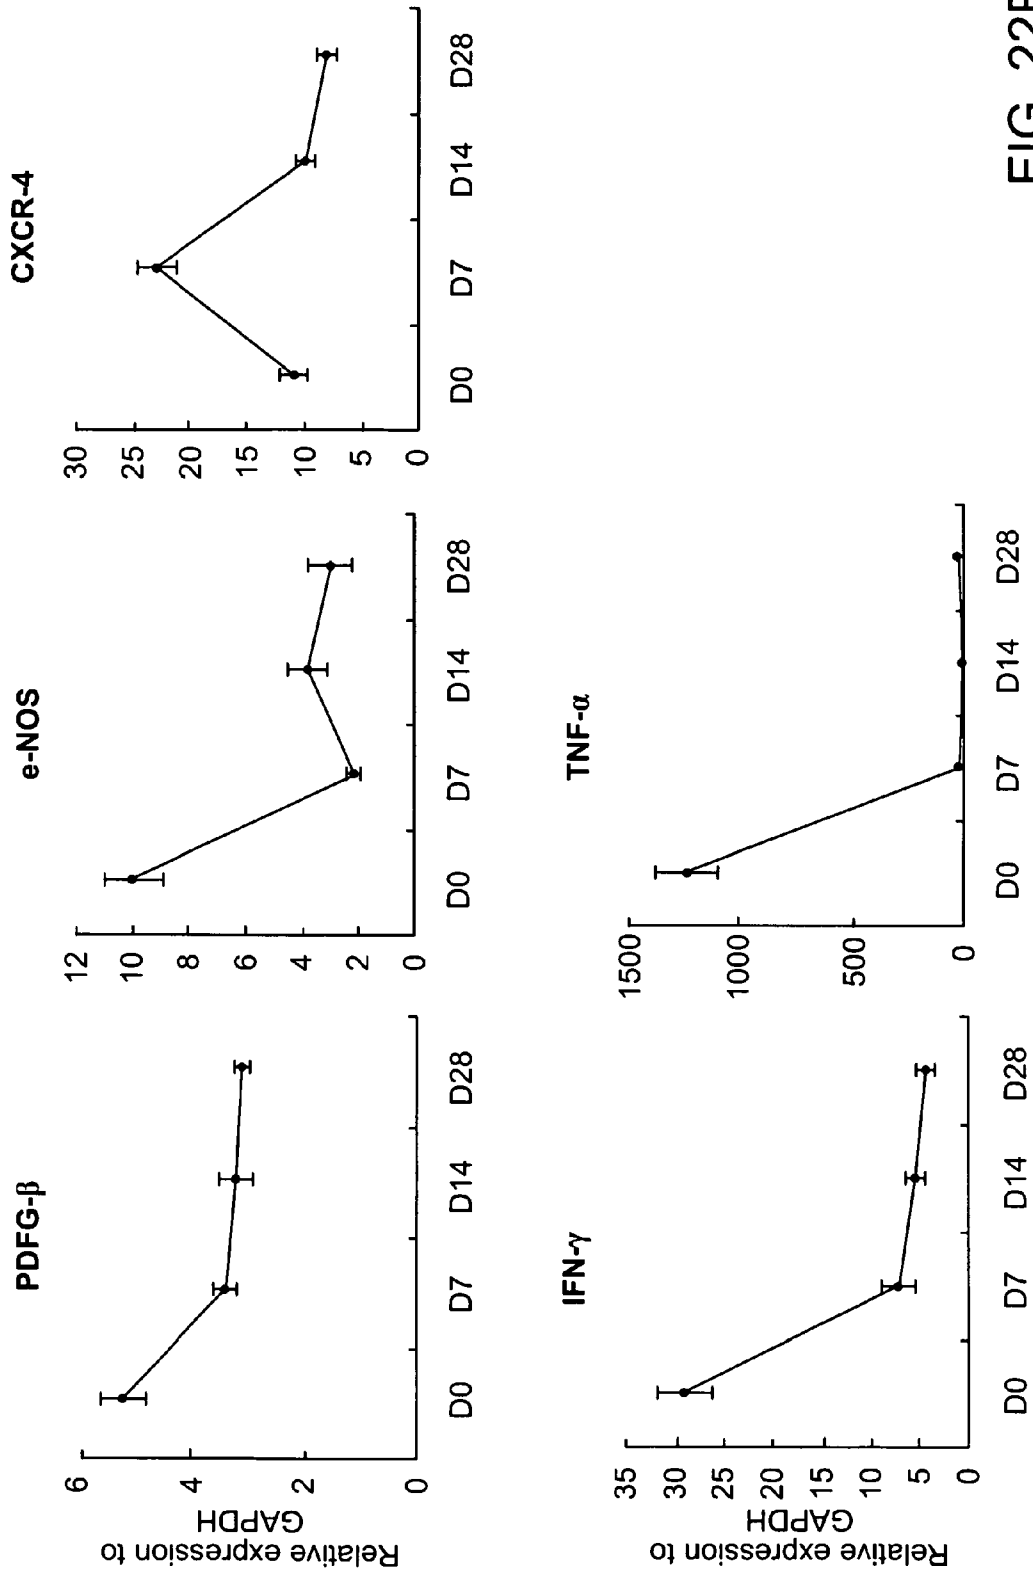 PDFG-β
Relative expression to
GAPDH
6
4
2
0
D0 D7 D14 D28
e-NOS
12
10
8
6
4
2
0
D0 D7 D14 D28
CXCR-4
30
25
20
15
10
5
0
D0 D7 D14 D28
IFN-γ
Relative expression to
GAPDH
35
30
25
20
15
10
5
0
D0 D7 D14 D28
TNF-α
1500
1000
500
0
D0 D7 D14 D28